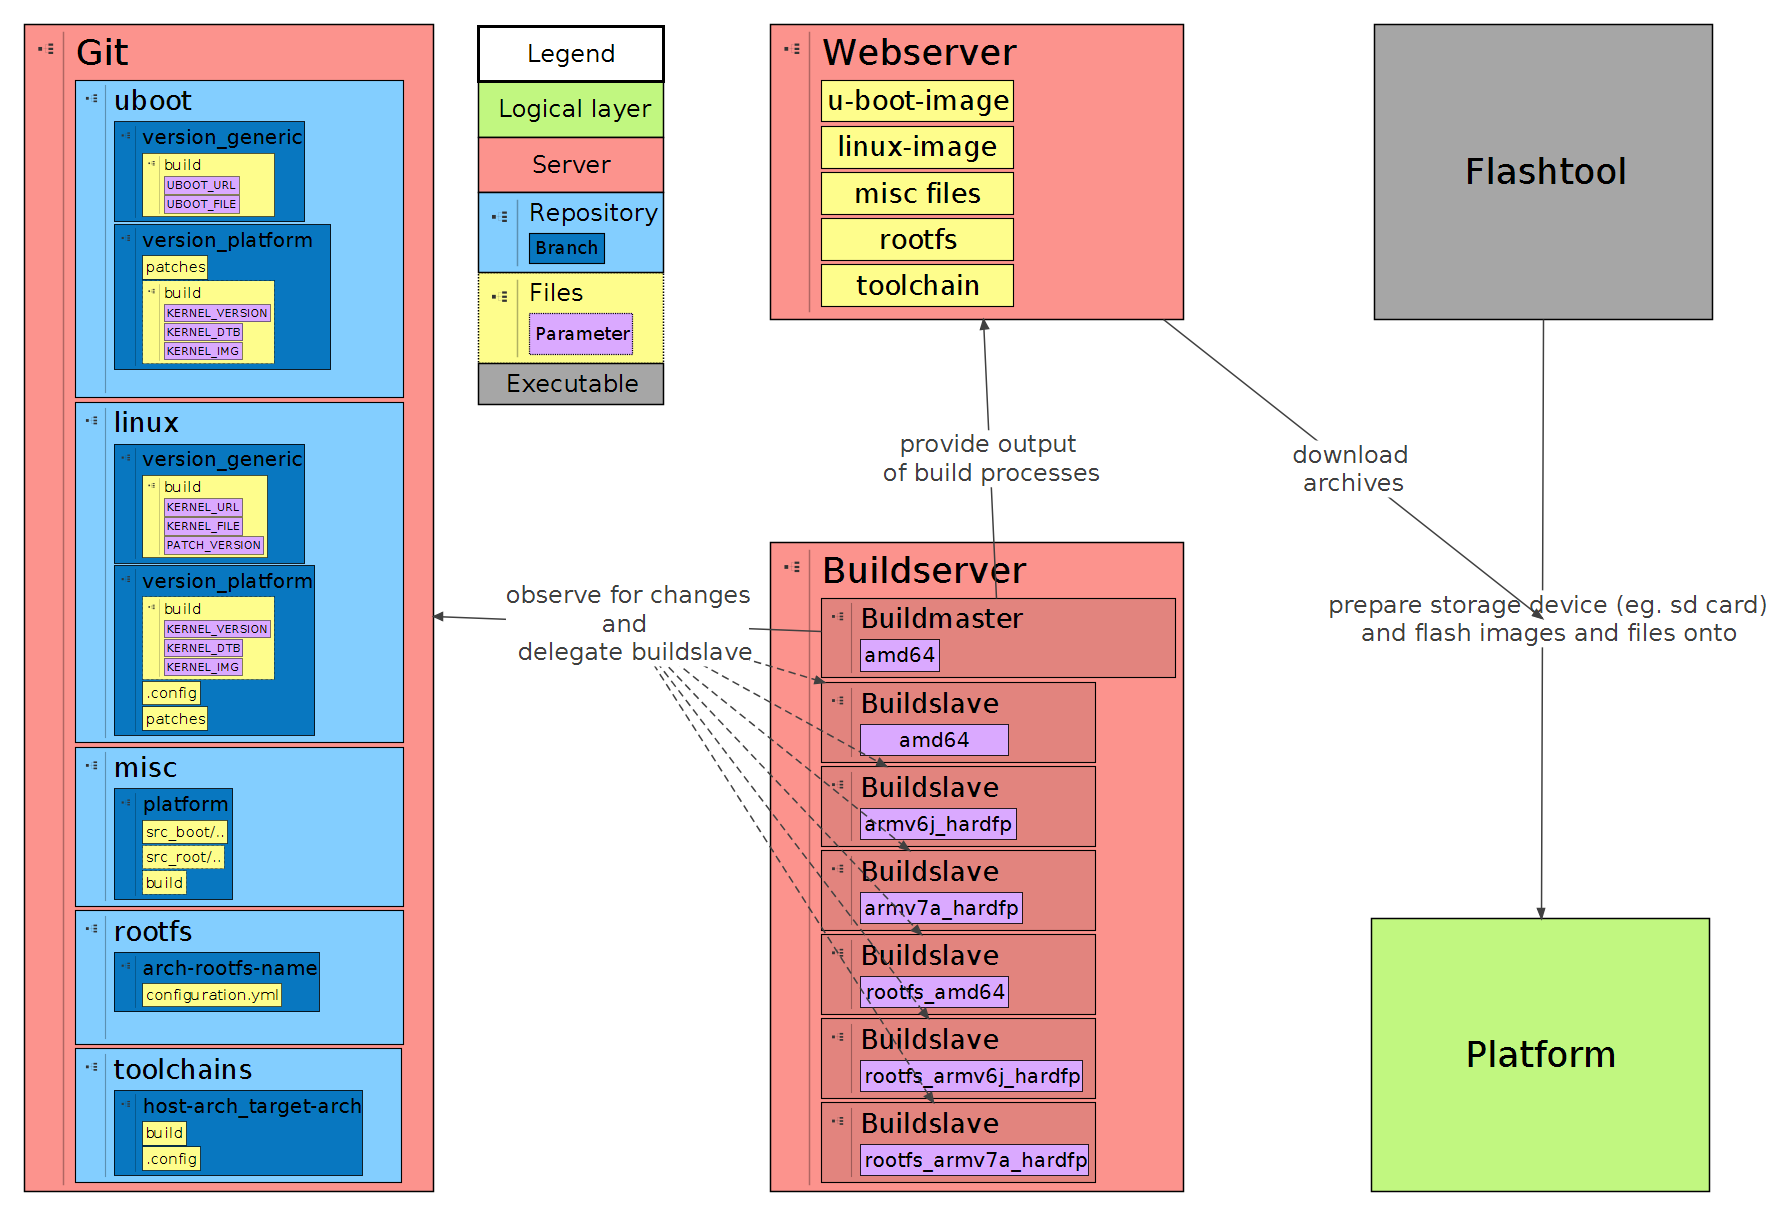 Git
uboot
version_generic
build
UBOOT_URL
UBOOT_FILE
version_platform
patches
build
KERNEL_VERSION
KERNEL_DTB
KERNEL_IMG
linux
version_generic
build
KERNEL_URL
KERNEL_FILE
PATCH_VERSION
version_platform
build
KERNEL_VERSION
KERNEL_DTB
KERNEL_IMG
.config
patches
misc
platform
src_boot/..
src_root/..
build
rootfs
arch-rootfs-name
configuration.yml
toolchains
host-arch_target-arch
build
.config
Legend
Logical layer
Server
Repository
Branch
Files
Parameter
Executable
observe for changes
and
delegate buildslave
Webserver
u-boot-image
linux-image
misc files
rootfs
toolchain
provide output
of build processes
Buildserver
Buildmaster
amd64
Buildslave
amd64
Buildslave
armv6j_hardfp
Buildslave
armv7a_hardfp
Buildslave
rootfs_amd64
Buildslave
rootfs_armv6j_hardfp
Buildslave
rootfs_armv7a_hardfp
download
archives
Flashtool
prepare storage device (eg. sd card)
and flash images and files onto
Platform